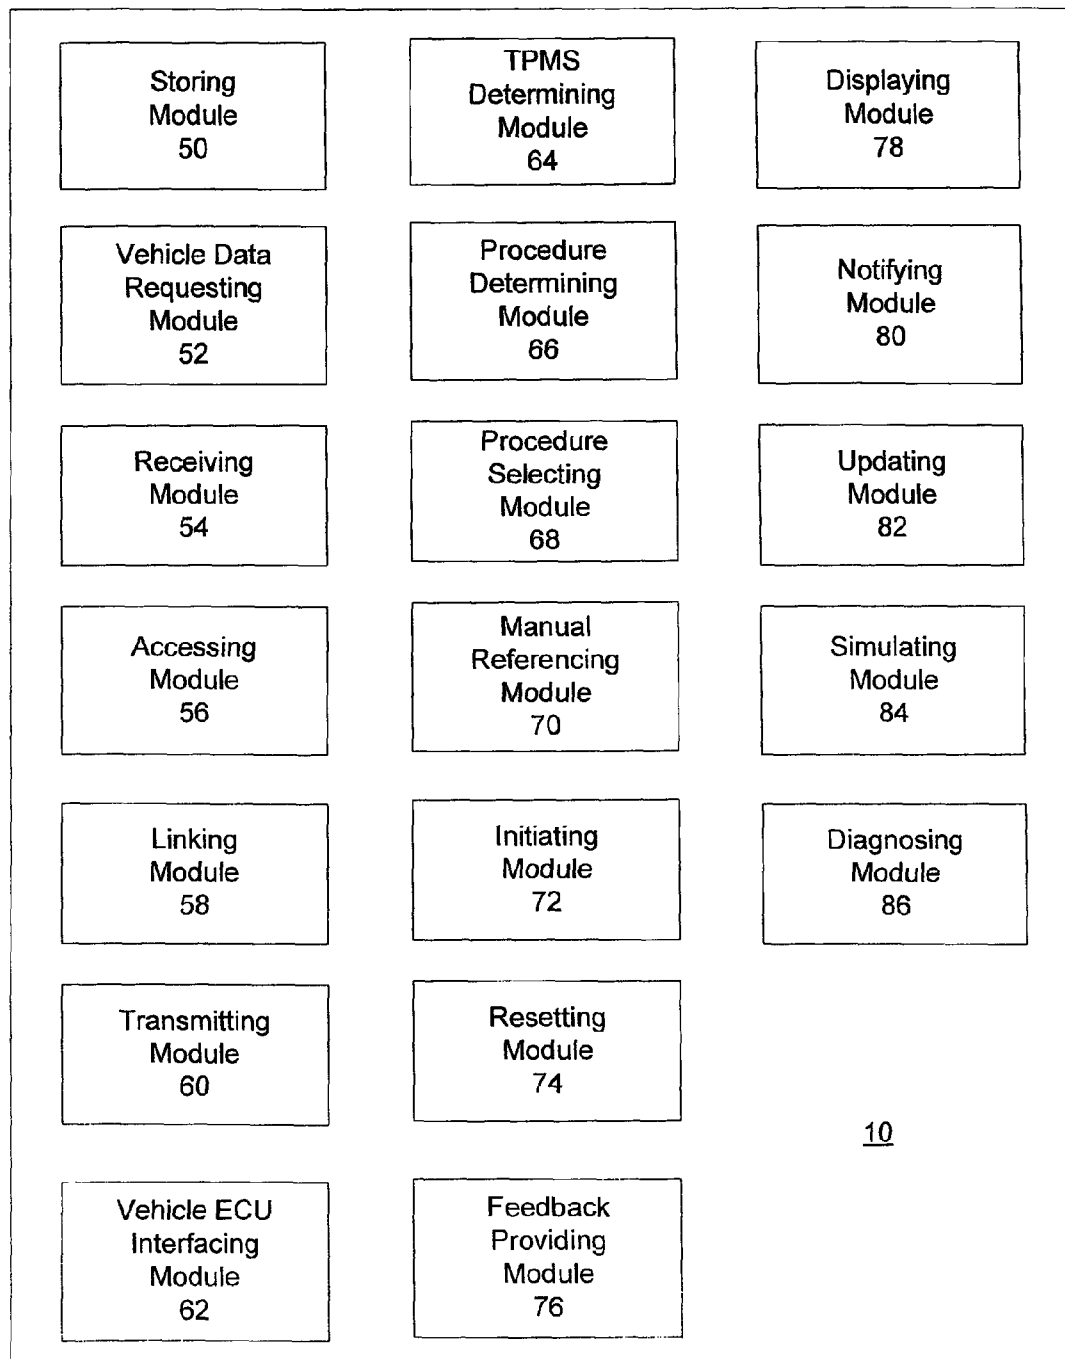 Storing
Module
50
Vehicle Data
Requesting
Module
52
Receiving
Module
54
Accessing
Module
56
Linking
Module
58
Transmitting
Module
60
Vehicle ECU
Interfacing
Module
62
TPMS
Determining
Module
64
Procedure
Determining
Module
66
Procedure
Selecting
Module
68
Manual
Referencing
Module
70
Initiating
Module
72
Resetting
Module
74
Feedback
Providing
Module
76
Displaying
Module
78
Notifying
Module
80
Updating
Module
82
Simulating
Module
84
Diagnosing
Module
86
10